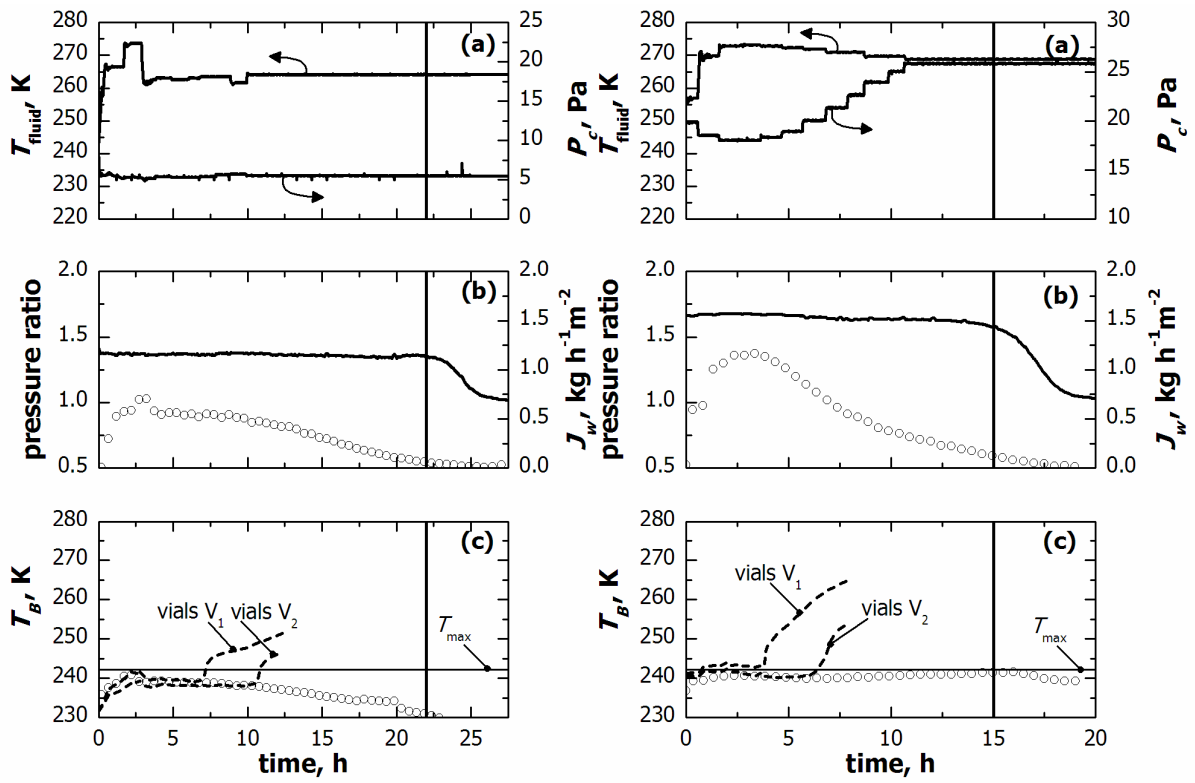 280
270
260
250
240
230
220
T_fluid, K
25
20
15
10
5
0
P_c, Pa
(a)
280
270
260
250
240
230
220
T_fluid, K
30
25
20
15
10
P_c, Pa
(a)
2.0
1.5
1.0
0.5
pressure ratio
2.0
1.5
1.0
0.5
0.0
J_w, kg h⁻¹m⁻²
(b)
2.0
1.5
1.0
0.5
pressure ratio
2.0
1.5
1.0
0.5
0.0
J_w, kg h⁻¹m⁻²
(b)
280
270
260
250
240
230
T_B, K
(c)
vials V₁
vials V₂
T_max
0 5 10 15 20 25
time, h
280
270
260
250
240
230
T_B, K
(c)
vials V₁
vials V₂
T_max
0 5 10 15 20
time, h